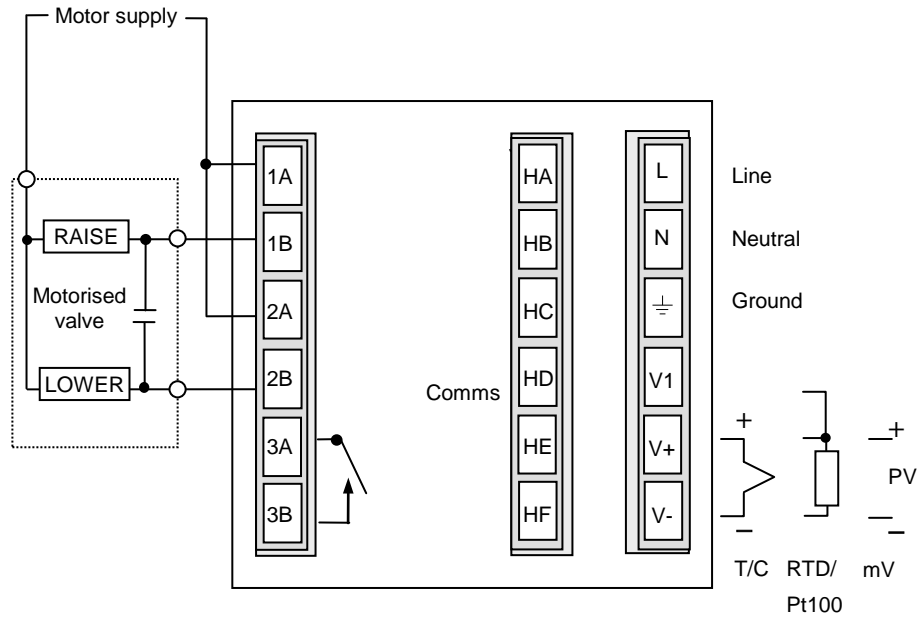 Motor supply
1A
1B
2A
2B
3A
3B
RAISE
Motorised
valve
LOWER
Comms
HA
HB
HC
HD
HE
HF
L
N
V1
V+
V-
Line
Neutral
Ground
+
−
+
−
PV
T/C
RTD/
Pt100
mV